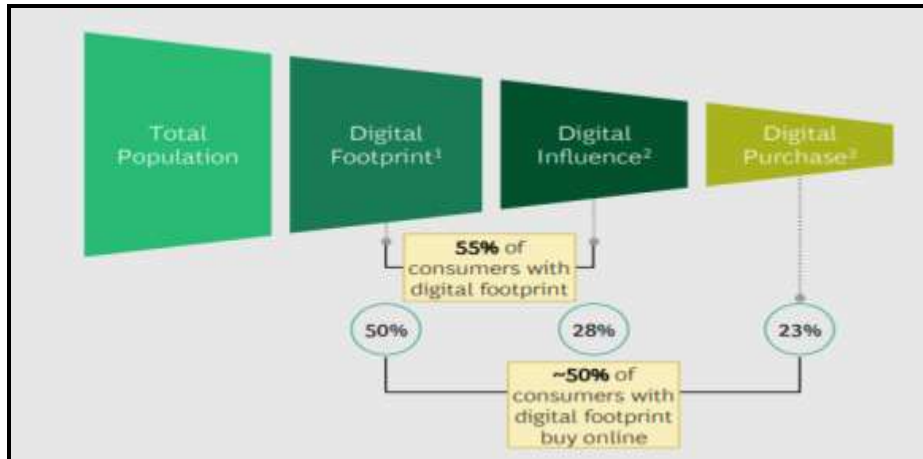 Total
Population
Digital
Footprint¹
Digital
Influence²
Digital
Purchase³
55% of
consumers with
digital footprint
50%
28%
23%
~50% of
consumers with
digital footprint
buy online